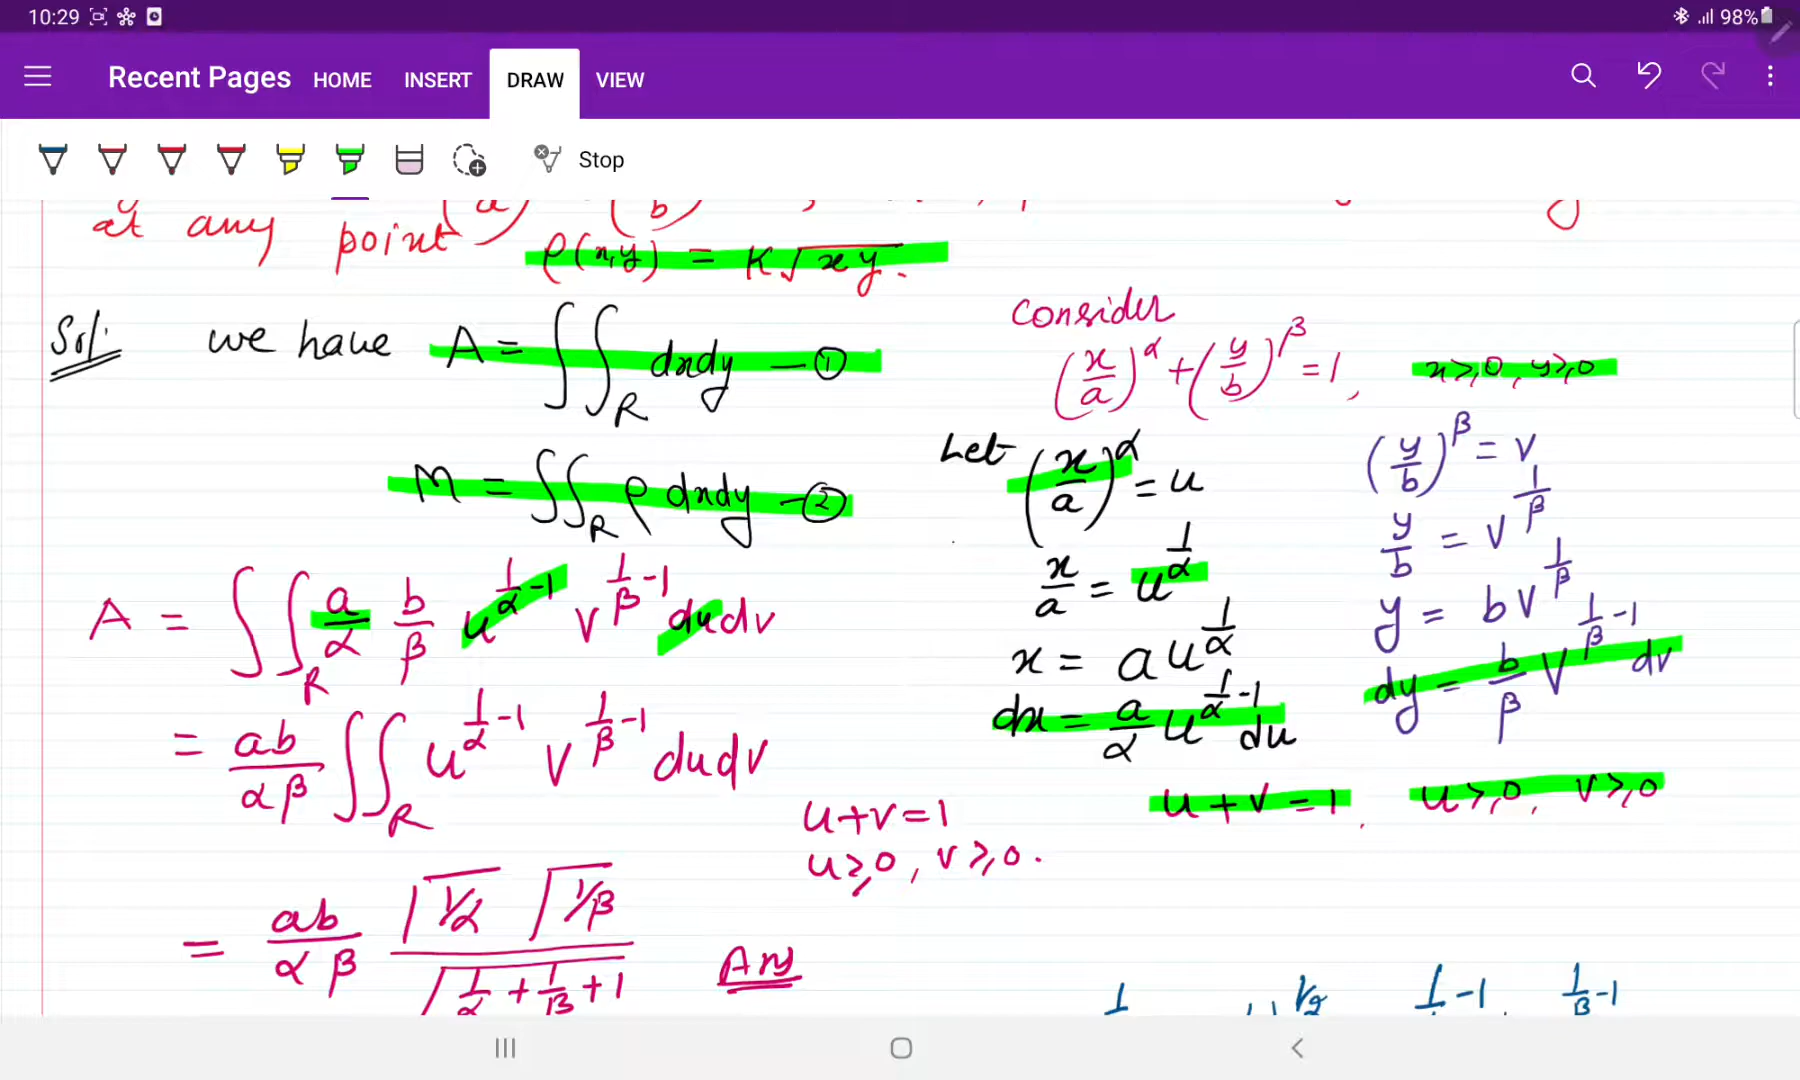 10:29 98%
Recent Pages HOME INSERT DRAW VIEW
Stop
at any point (a) (b)
ρ(x,y) = K√xy.
Sol: we have A = ∬_R dxdy —①
M = ∬_R ρ dxdy —②
A = ∬_R a/α b/β u^(1/α -1) v^(1/β -1) du dv
= ab/αβ ∬_R u^(1/α -1) v^(1/β -1) du dv
u+v=1
u≥0, v≥0.
= ab/αβ Γ(1/α) Γ(1/β) / Γ(1/α + 1/β + 1) Ans
Consider
(x/a)^α + (y/b)^β = 1, x≥0, y≥0
Let (x/a)^α = u
x/a = u^(1/α)
x = a u^(1/α)
dx = a/α u^(1/α -1) du
(y/b)^β = v
y/b = v^(1/β)
y = b v^(1/β)
dy = b/β v^(1/β -1) dv
u + v = 1, u≥0, v≥0